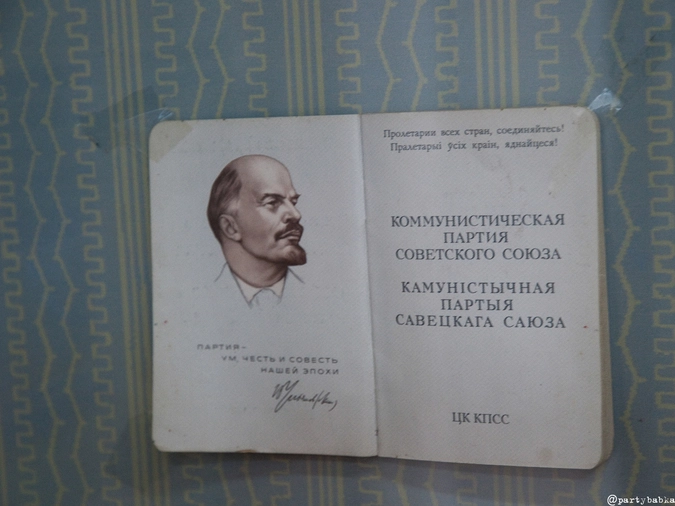 ПАРТИЯ –
УМ, ЧЕСТЬ И СОВЕСТЬ
НАШЕЙ ЭПОХИ
Пролетарии всех стран, соединяйтесь!
Пралетарыі ўсіх краін, яднайцеся!
КОММУНИСТИЧЕСКАЯ
ПАРТИЯ
СОВЕТСКОГО СОЮЗА
КАМУНІСТЫЧНАЯ
ПАРТЫЯ
САВЕЦКАГА САЮЗА
ЦК КПСС
@partybabka